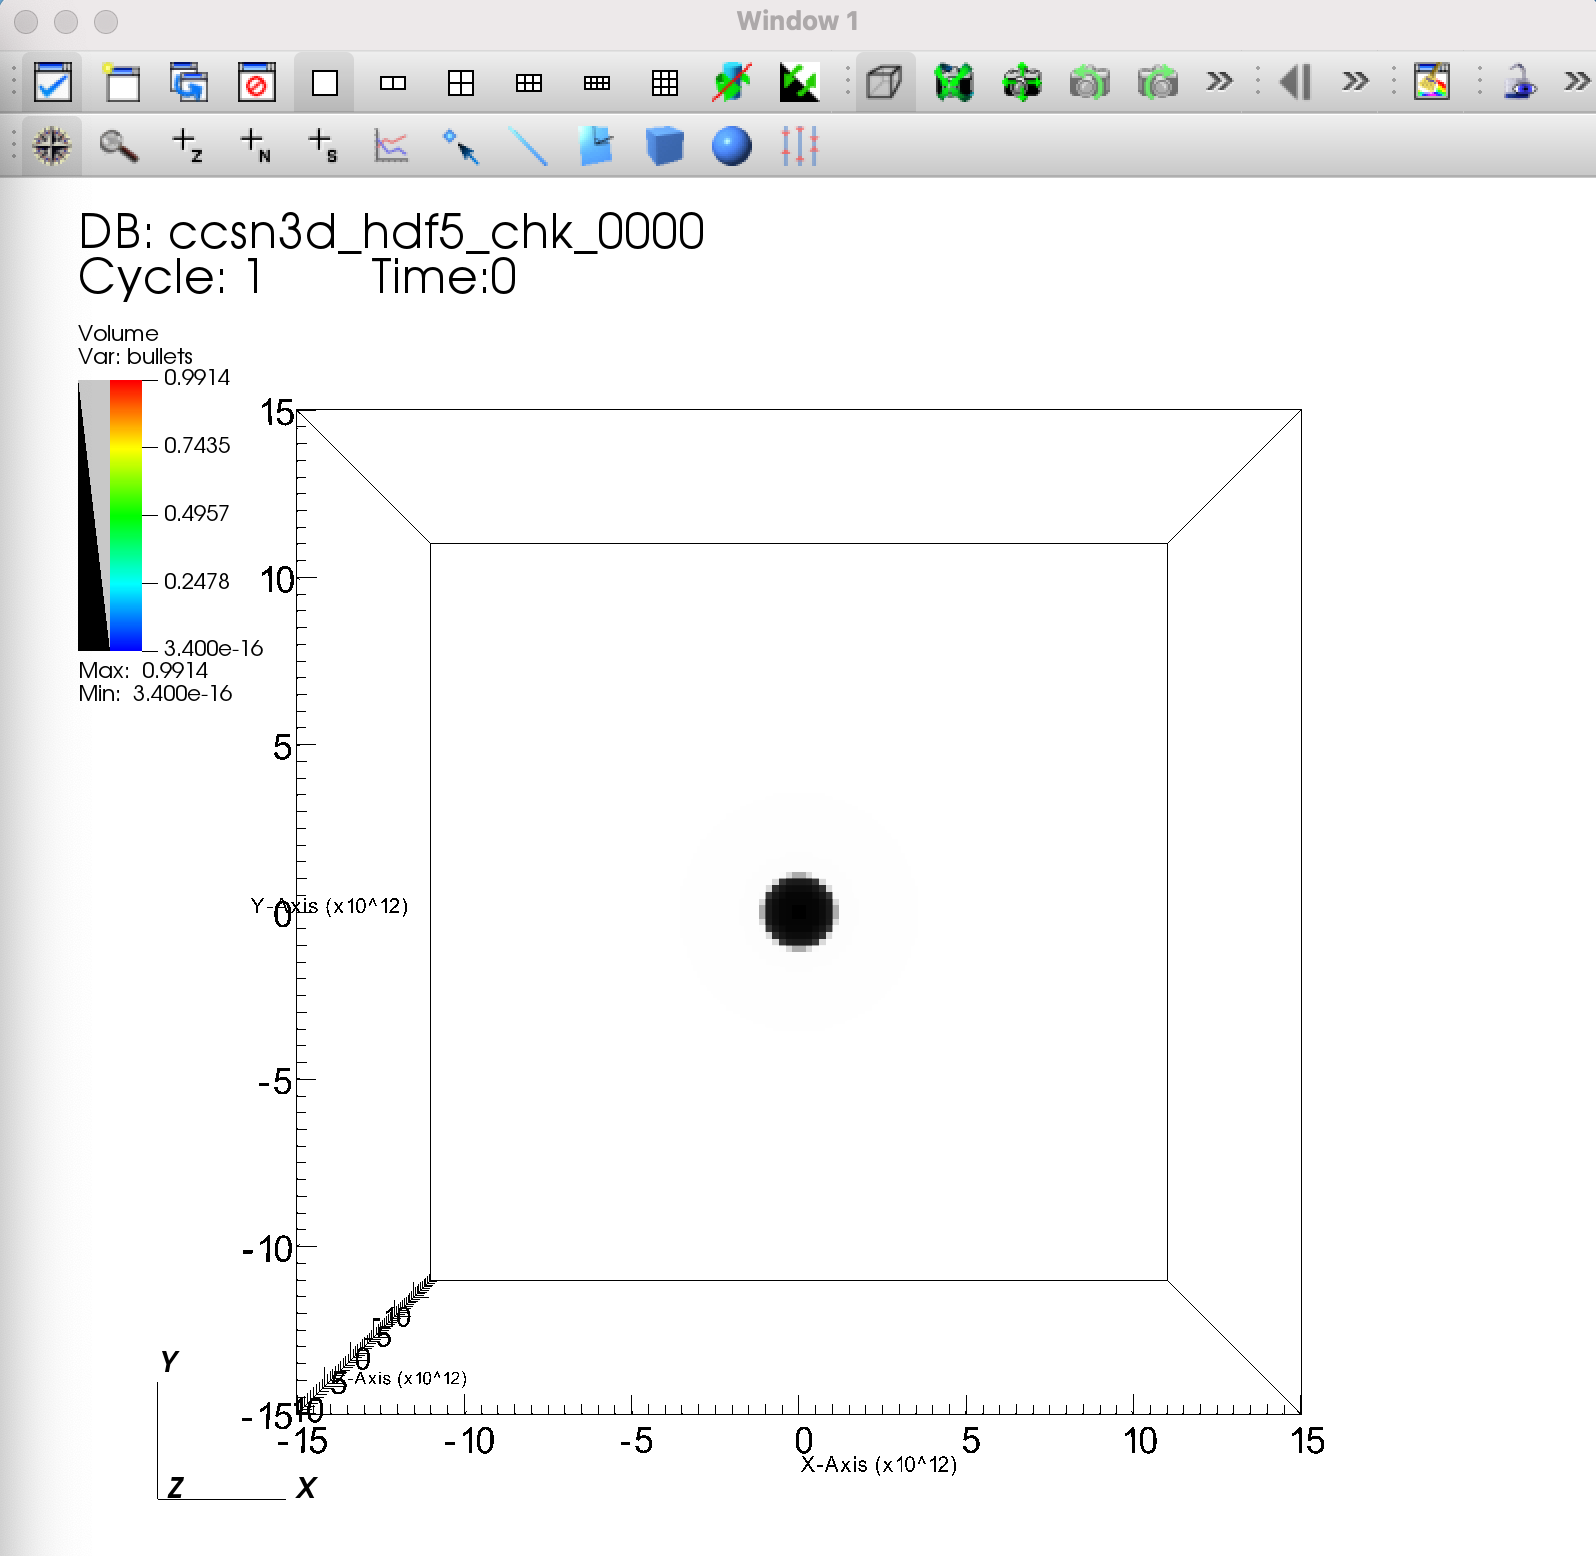 Window 1
Z
N
S
DB: ccsn3d_hdf5_chk_0000
Cycle: 1 Time:0
Volume
Var: bullets
0.9914
0.7435
0.4957
0.2478
3.400e-16
Max: 0.9914
Min: 3.400e-16
15
10
5
0
Y-Axis (x10^12)
-5
-10
-15
-10
-5
0
5
10
-Axis (x10^12)
-15
-10
-5
0
5
10
15
X-Axis (x10^12)
Y
Z
X